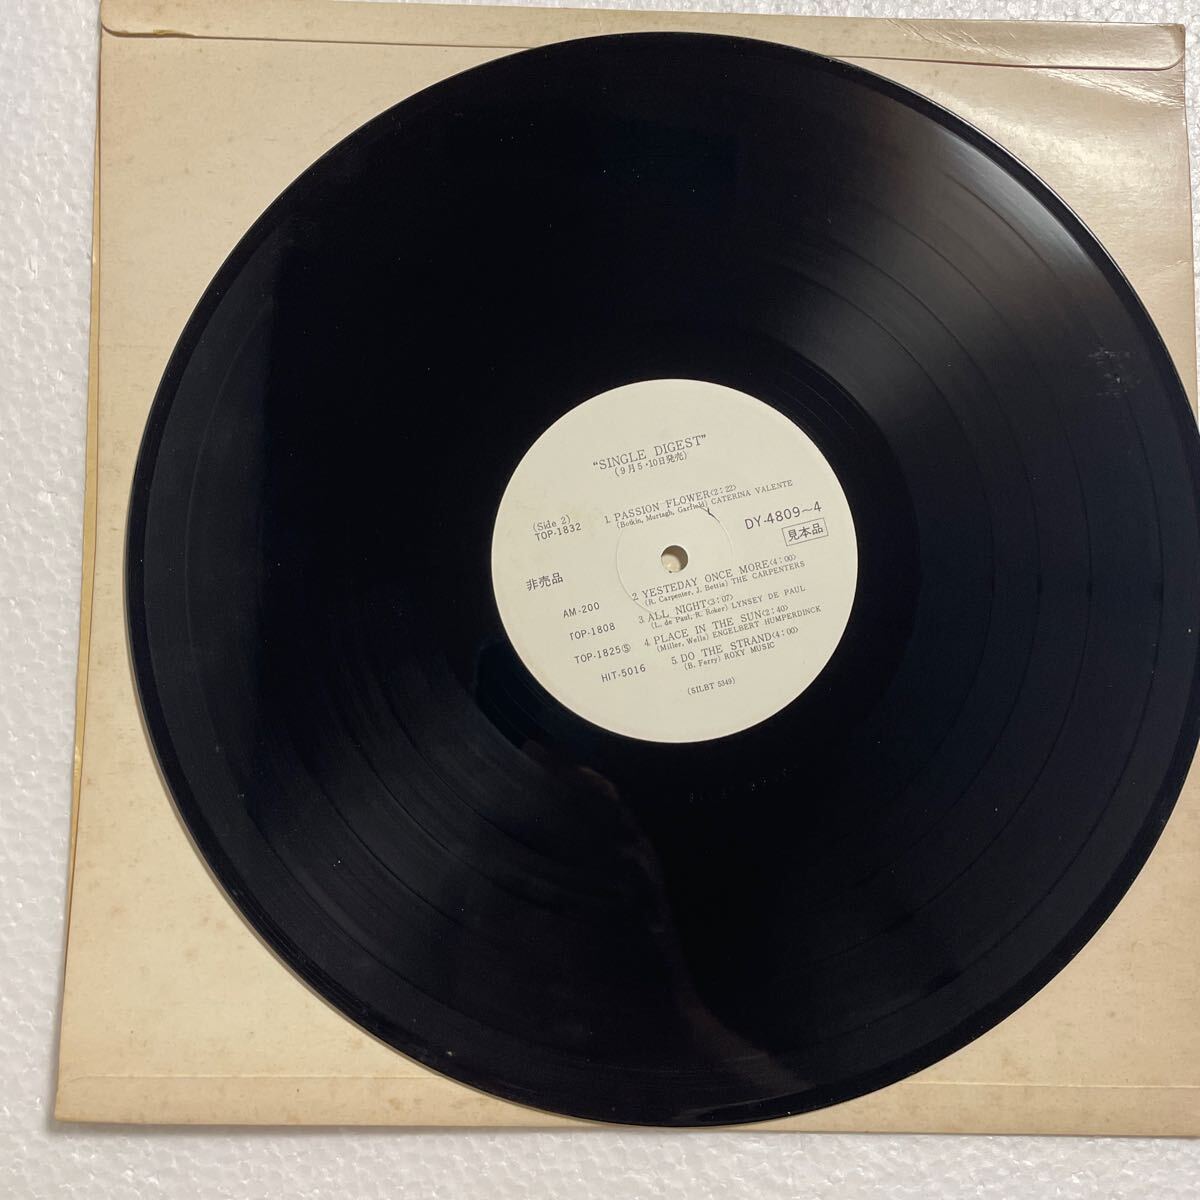 "SINGLE DIGEST"
(9月5・10日発売)
(Side 2)
TOP-1832
1. PASSION FLOWER<2:22>
(Botkin, Murtagh, Garfield) CATERINA VALENTE
DY-4809~4
見本品
非売品
AM-200
2. YESTEDAY ONCE MORE<4:00>
(R. Carpenter, J. Bettis) THE CARPENTERS
TOP-1808
3. ALL NIGHT<3:07>
(L. de Paul, R. Roker) LYNSEY DE PAUL
TOP-1825Ⓢ
4. PLACE IN THE SUN<2:40>
(Miller, Wells) ENGELBERT HUMPERDINCK
HIT-5016
5. DO THE STRAND<4:00>
(B. Ferry) ROXY MUSIC
(SILBT 5349)